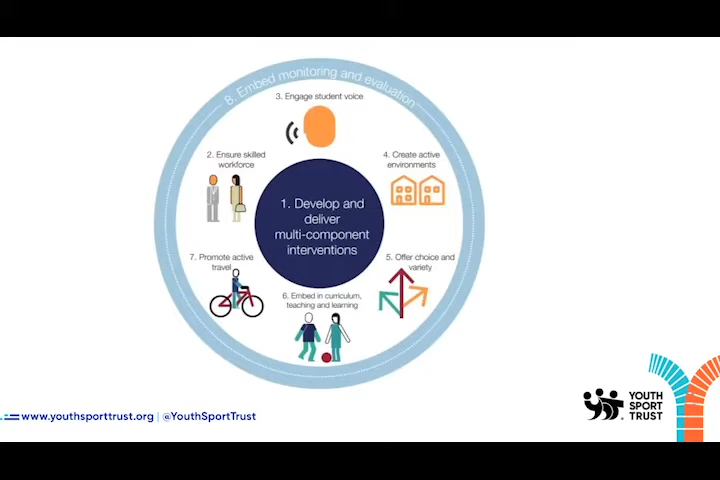 8. Embed monitoring and evaluation
3. Engage student voice
2. Ensure skilled
workforce
4. Create active
environments
1. Develop and
deliver
multi-component
interventions
7. Promote active
travel
5. Offer choice and
variety
6. Embed in curriculum,
teaching and learning
www.youthsporttrust.org | @YouthSportTrust
YOUTH
SPORT
TRUST